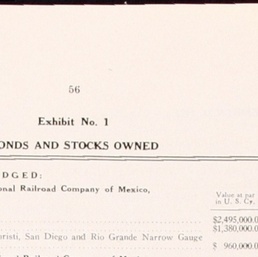 56
Exhibit No. 1
ONDS AND STOCKS OWNED
DGED:
onal Railroad Company of Mexico,
Value at par
in U. S. Cy.
$2,495,000.0
$1,380,000.0
hristi, San Diego and Rio Grande Narrow Gauge
$ 960,000.0